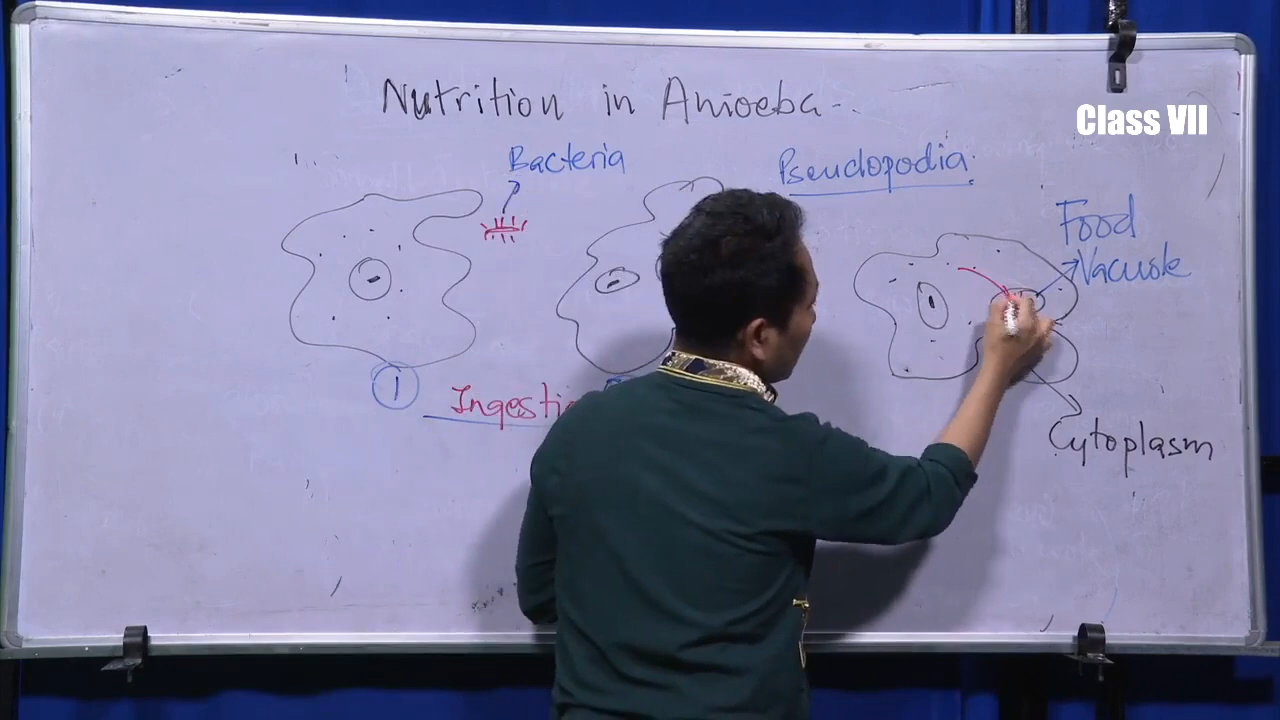 Nutrition in Amoeba..
Class VII
Bacteria
Pseudopodia.
Food
Vacuole
1
Cytoplasm